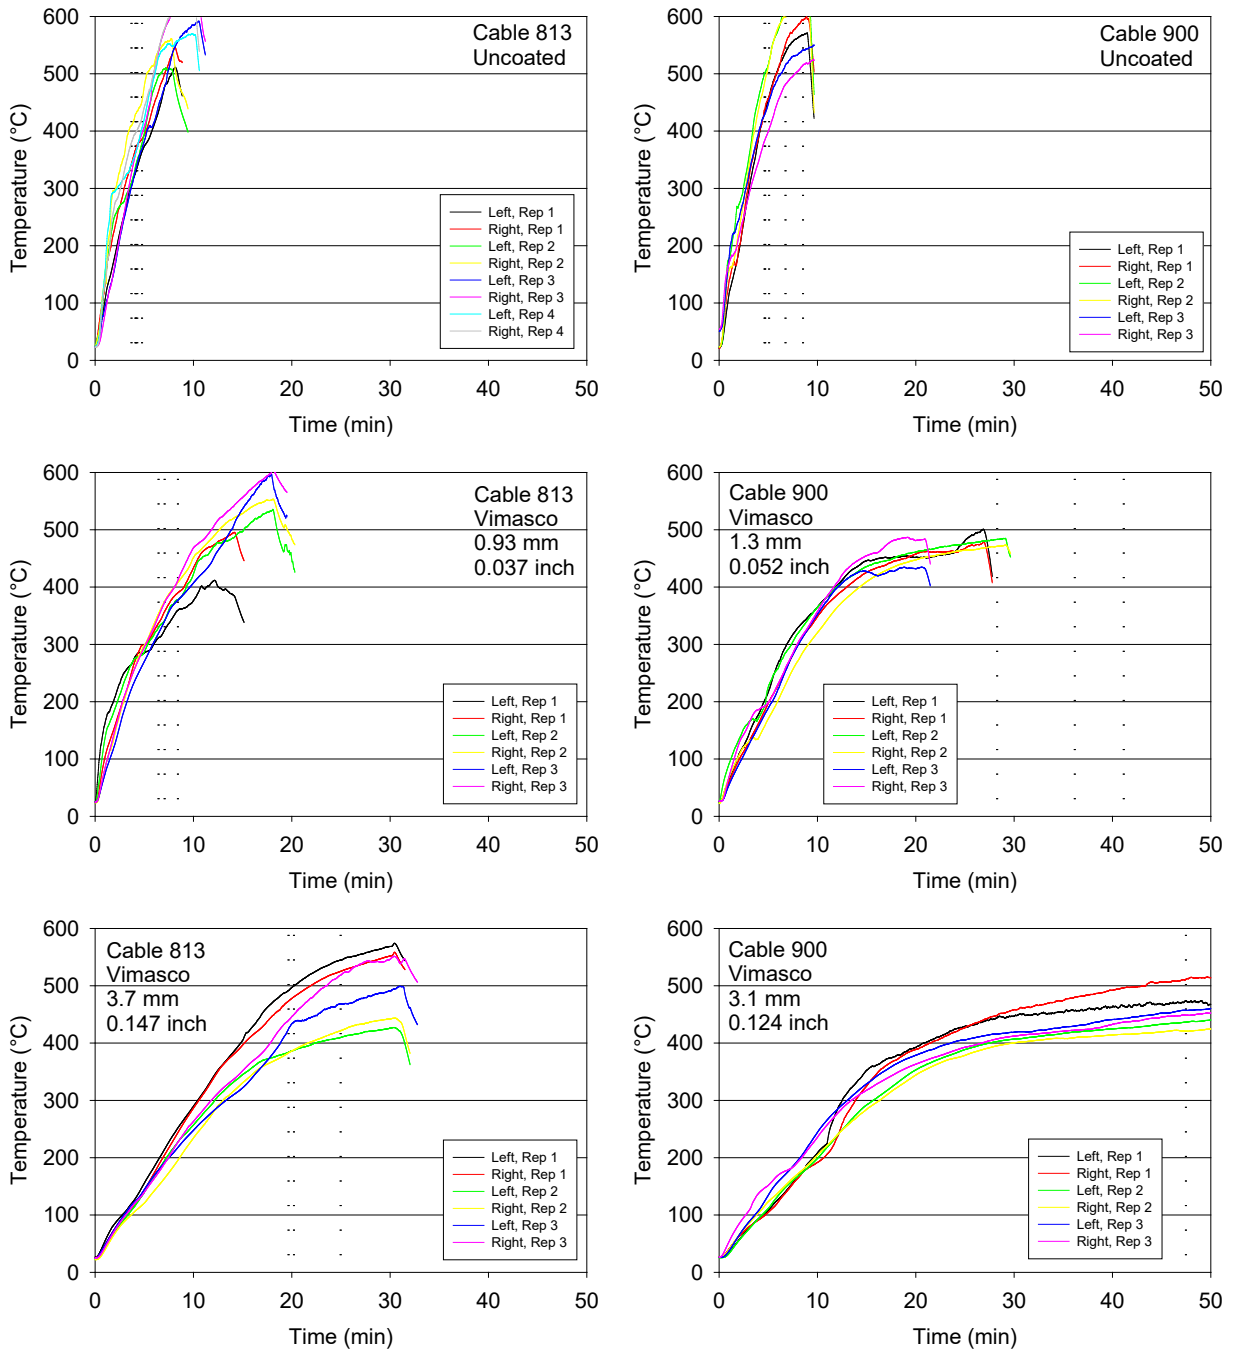 Cable 813
Uncoated
Temperature (°C)
600
500
400
300
200
100
0
Left, Rep 1
Right, Rep 1
Left, Rep 2
Right, Rep 2
Left, Rep 3
Right, Rep 3
Left, Rep 4
Right, Rep 4
0 10 20 30 40 50
Time (min)
Cable 900
Uncoated
Temperature (°C)
600
500
400
300
200
100
0
Left, Rep 1
Right, Rep 1
Left, Rep 2
Right, Rep 2
Left, Rep 3
Right, Rep 3
0 10 20 30 40 50
Time (min)
Cable 813
Vimasco
0.93 mm
0.037 inch
Temperature (°C)
600
500
400
300
200
100
0
Left, Rep 1
Right, Rep 1
Left, Rep 2
Right, Rep 2
Left, Rep 3
Right, Rep 3
0 10 20 30 40 50
Time (min)
Cable 900
Vimasco
1.3 mm
0.052 inch
Temperature (°C)
600
500
400
300
200
100
0
Left, Rep 1
Right, Rep 1
Left, Rep 2
Right, Rep 2
Left, Rep 3
Right, Rep 3
0 10 20 30 40 50
Time (min)
Cable 813
Vimasco
3.7 mm
0.147 inch
Temperature (°C)
600
500
400
300
200
100
0
Left, Rep 1
Right, Rep 1
Left, Rep 2
Right, Rep 2
Left, Rep 3
Right, Rep 3
0 10 20 30 40 50
Time (min)
Cable 900
Vimasco
3.1 mm
0.124 inch
Temperature (°C)
600
500
400
300
200
100
0
Left, Rep 1
Right, Rep 1
Left, Rep 2
Right, Rep 2
Left, Rep 3
Right, Rep 3
0 10 20 30 40 50
Time (min)